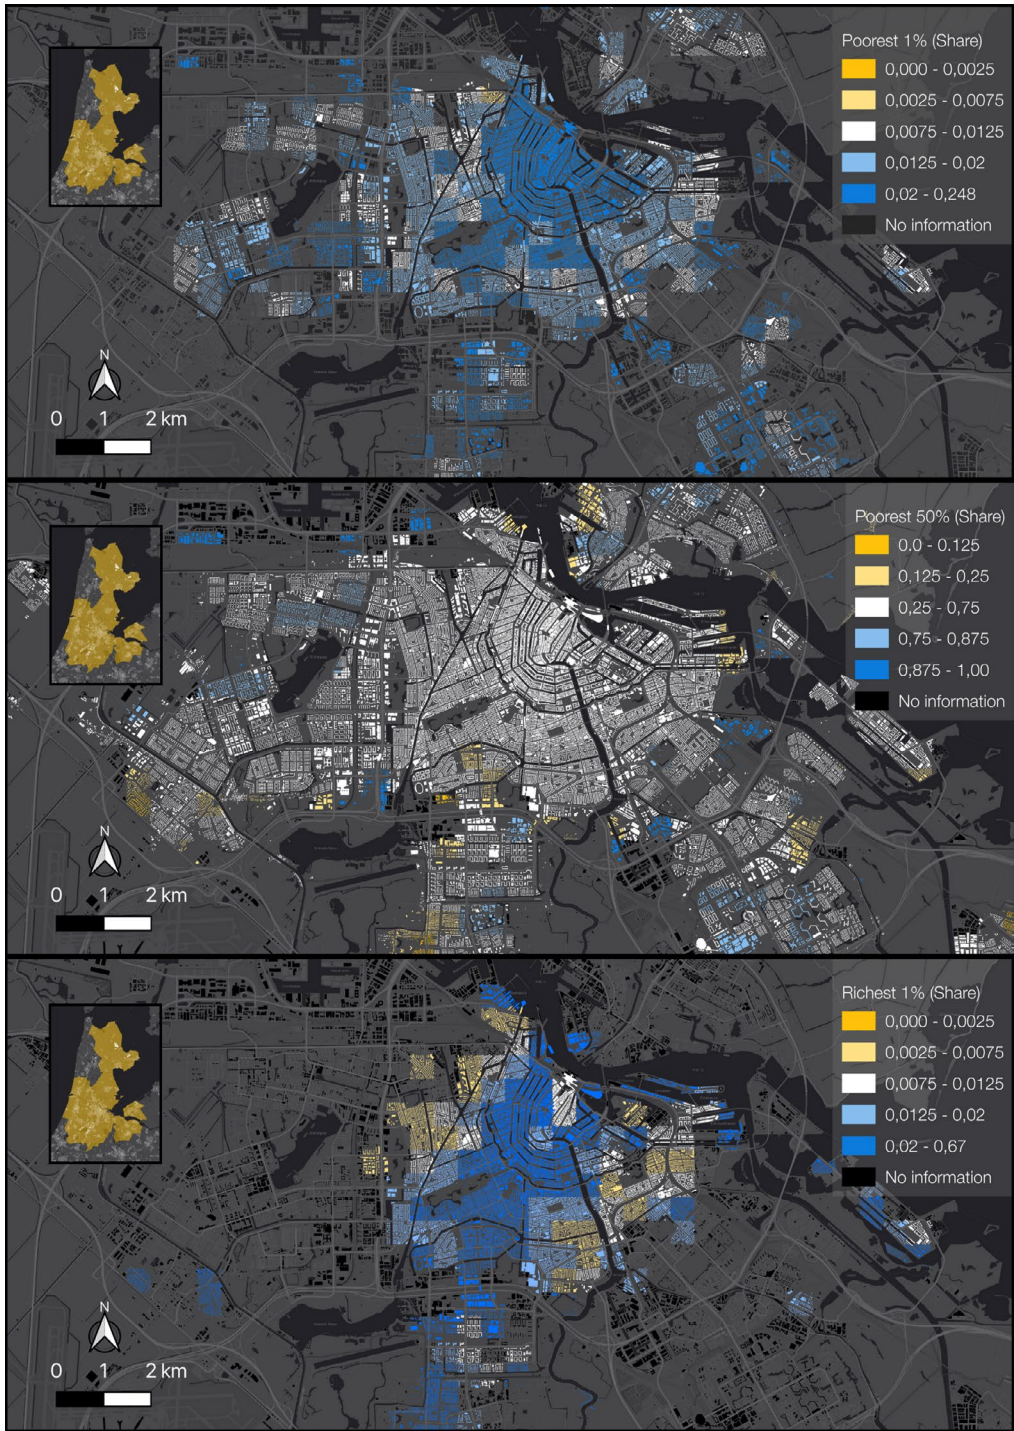 Poorest 1% (Share)
0,000 - 0,0025
0,0025 - 0,0075
0,0075 - 0,0125
0,0125 - 0,02
0,02 - 0,248
No information
N
0 1 2 km
Poorest 50% (Share)
0.0 - 0.125
0,125 - 0,25
0,25 - 0,75
0,75 - 0,875
0,875 - 1,00
No information
N
0 1 2 km
Richest 1% (Share)
0,000 - 0,0025
0,0025 - 0,0075
0,0075 - 0,0125
0,0125 - 0,02
0,02 - 0,67
No information
N
0 1 2 km